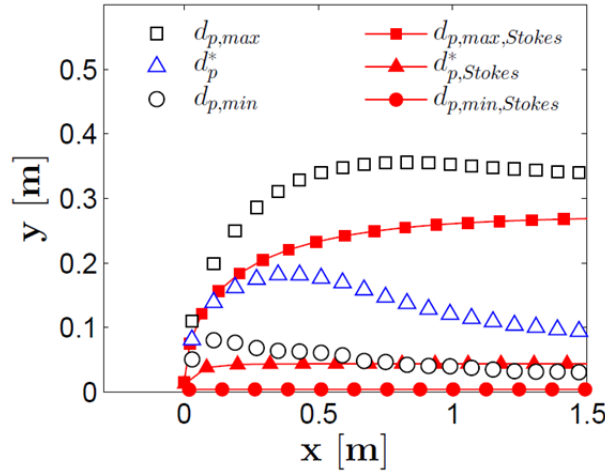 d_{p,max} d_{p,max,Stokes}
d_p^* d_{p,Stokes}^*
d_{p,min} d_{p,min,Stokes}
y [m]
0.5
0.4
0.3
0.2
0.1
0
0 0.5 1 1.5
x [m]